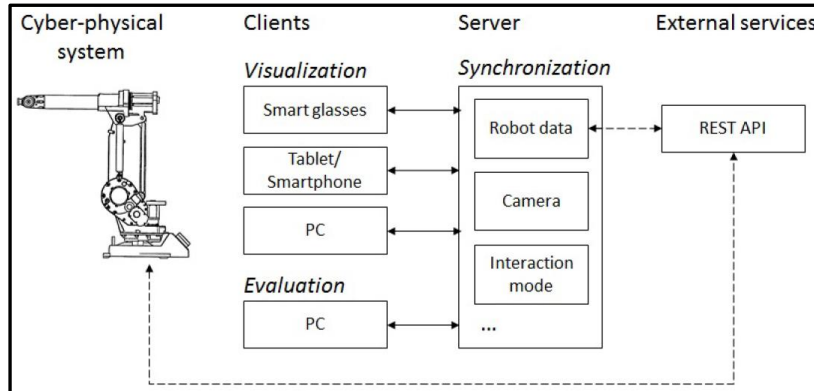 Cyber-physical
system
Clients
Server
External services
Visualization
Synchronization
Smart glasses
Tablet/
Smartphone
PC
Evaluation
PC
Robot data
Camera
Interaction
mode
...
REST API